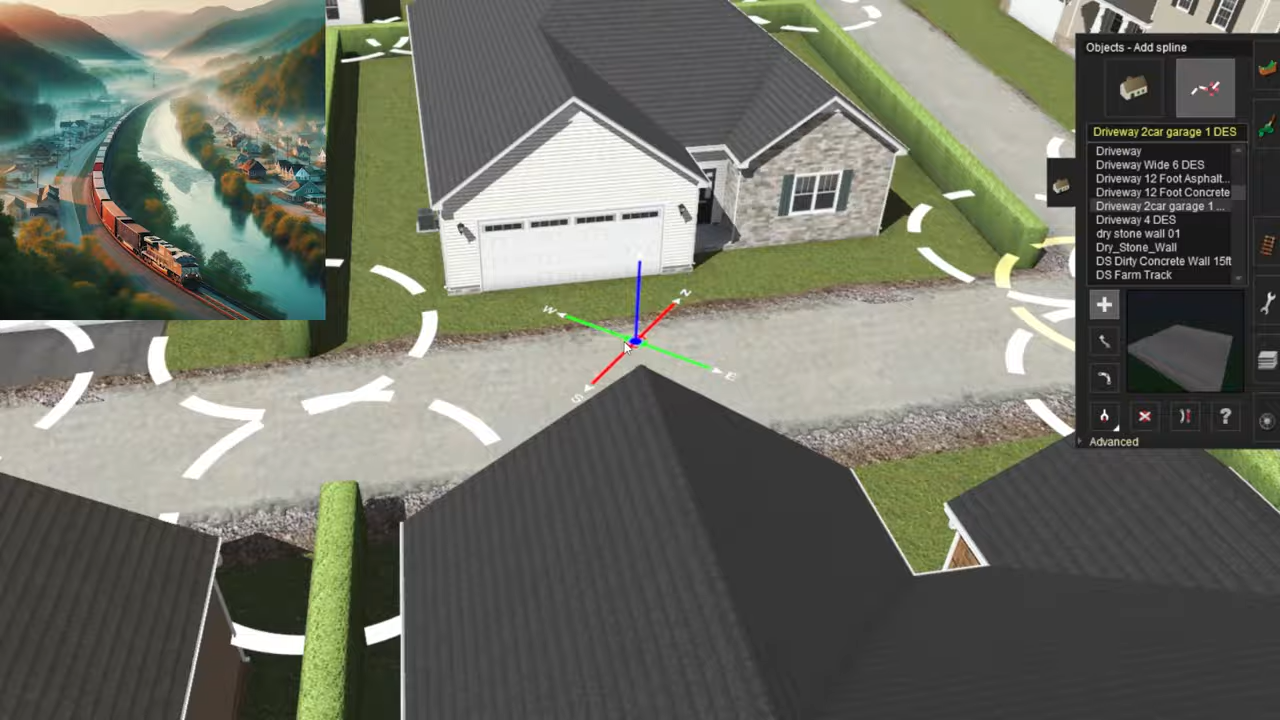 Objects - Add spline
Driveway 2car garage 1 DES
Driveway
Driveway Wide 6 DES
Driveway 12 Foot Asphalt...
Driveway 12 Foot Concrete
Driveway 2car garage 1 ...
Driveway 4 DES
dry stone wall 01
Dry_Stone_Wall
DS Dirty Concrete Wall 15ft
DS Farm Track
?
Advanced
N
W
E
S